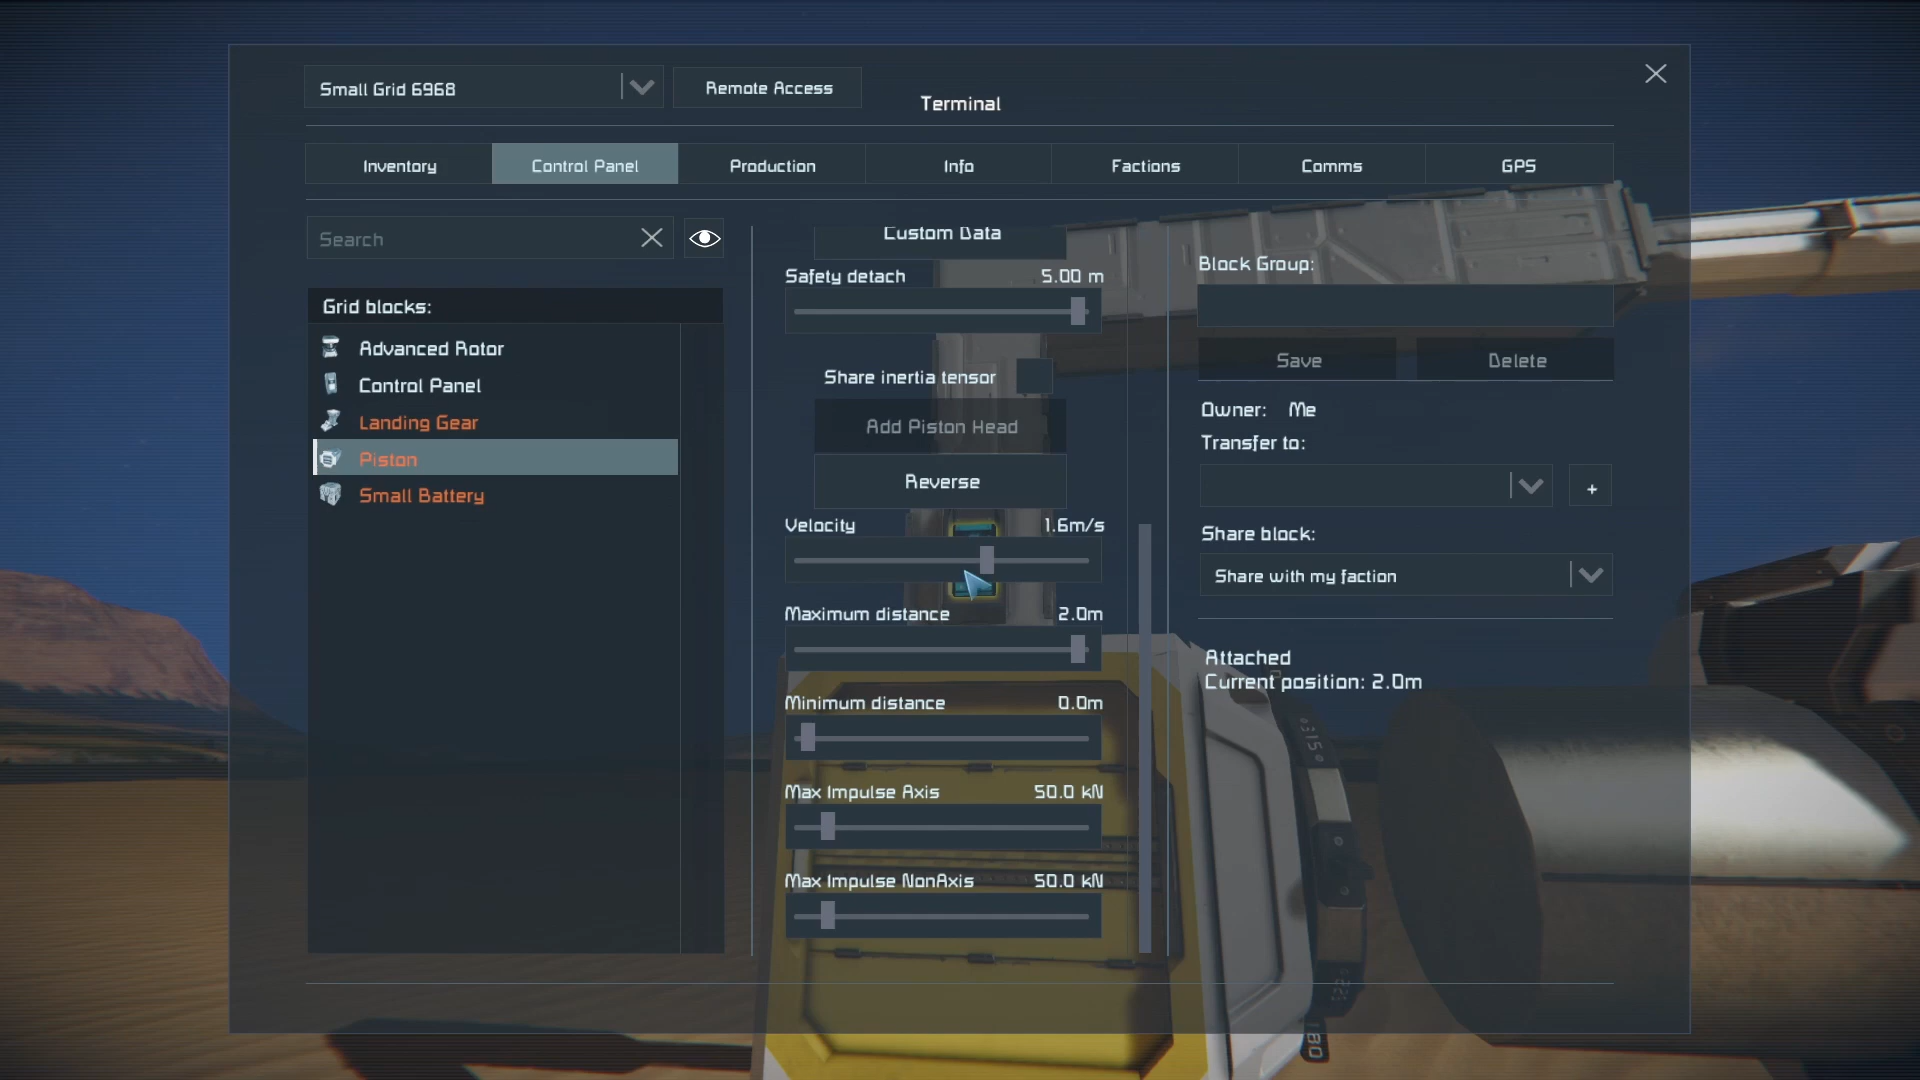 Small Grid 6968
Remote Access
Terminal
Inventory
Control Panel
Production
Info
Factions
Comms
GPS
Search
Grid blocks:
Advanced Rotor
Control Panel
Landing Gear
Piston
Small Battery
Custom Data
Safety detach 5.00 m
Share inertia tensor
Add Piston Head
Reverse
Velocity 1.6m/s
Maximum distance 2.0m
Minimum distance 0.0m
Max Impulse Axis 50.0 kN
Max Impulse NonAxis 50.0 kN
Block Group:
Save
Delete
Owner: Me
Transfer to:
+
Share block:
Share with my faction
Attached
Current position: 2.0m
180